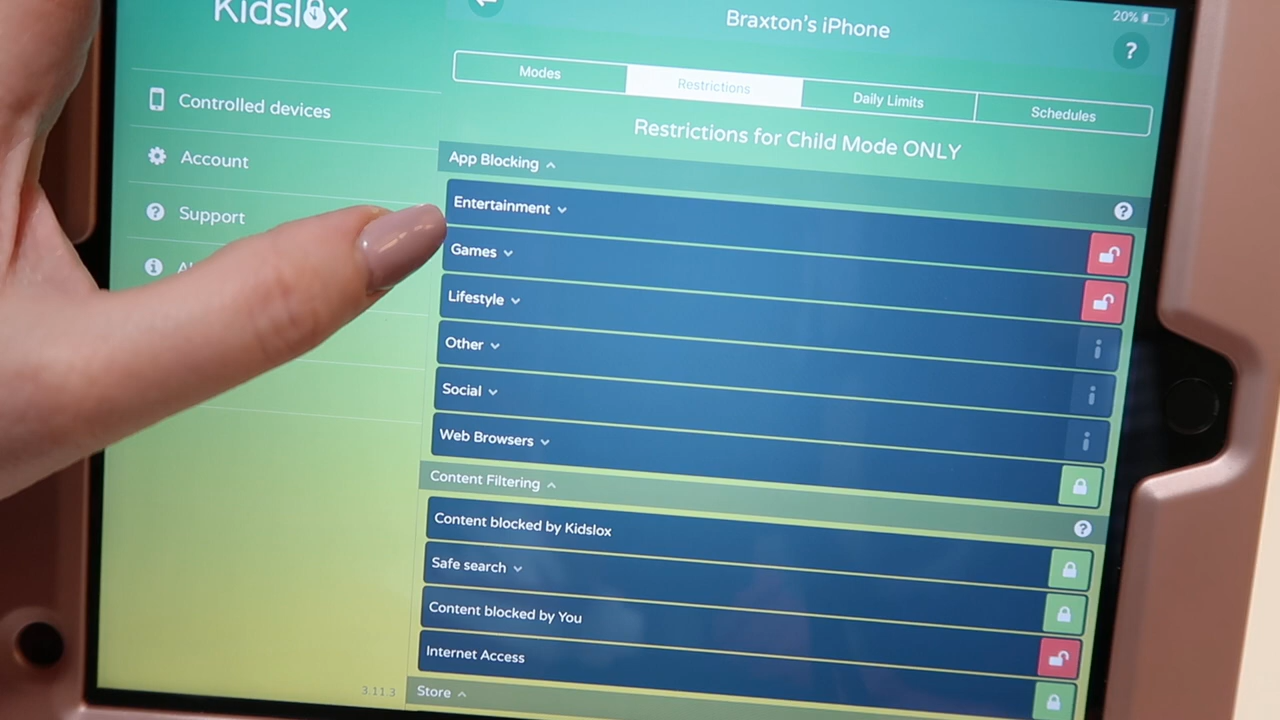 Kidslox
Controlled devices
Account
Support
3.11.3
Braxton's iPhone
20%
?
Modes
Restrictions
Daily Limits
Schedules
Restrictions for Child Mode ONLY
App Blocking
?
Entertainment
Games
Lifestyle
Other
Social
Web Browsers
Content Filtering
?
Content blocked by Kidslox
Safe search
Content blocked by You
Internet Access
Store